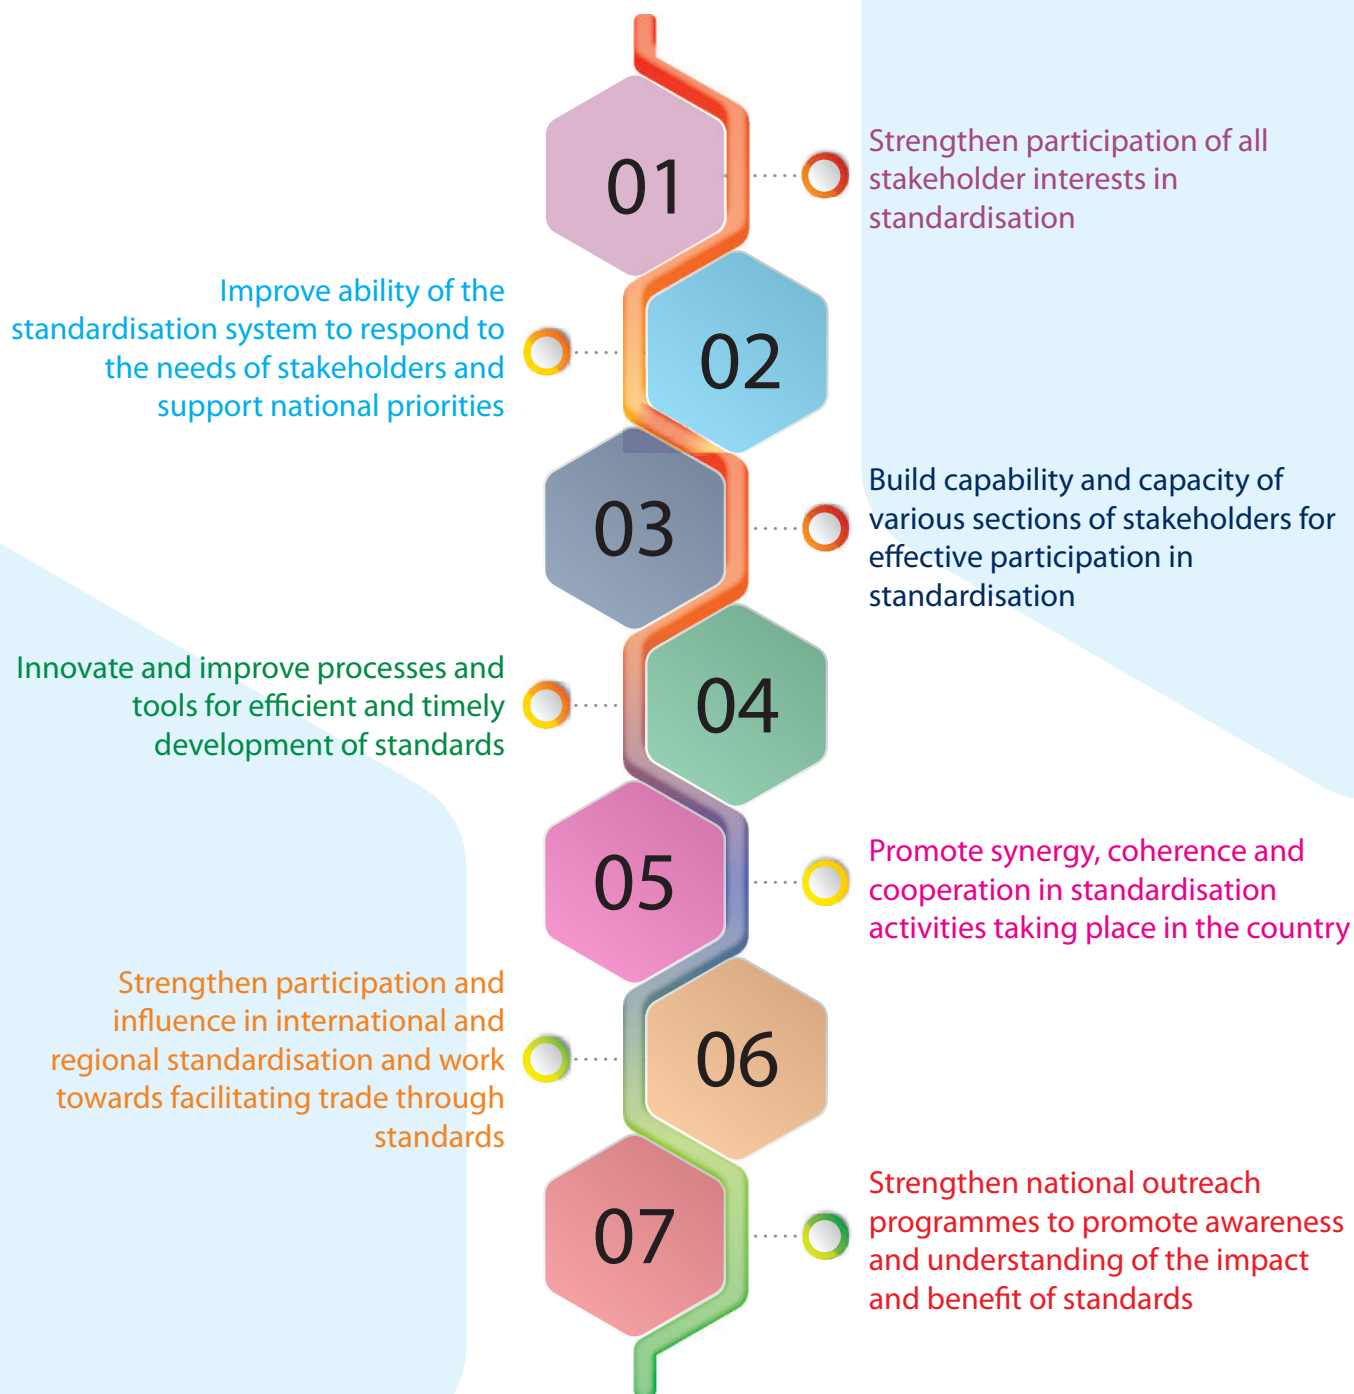 01
Strengthen participation of all
stakeholder interests in
standardisation
Improve ability of the
standardisation system to respond to
the needs of stakeholders and
support national priorities
02
03
Build capability and capacity of
various sections of stakeholders for
effective participation in
standardisation
Innovate and improve processes and
tools for efficient and timely
development of standards
04
05
Promote synergy, coherence and
cooperation in standardisation
activities taking place in the country
Strengthen participation and
influence in international and
regional standardisation and work
towards facilitating trade through
standards
06
07
Strengthen national outreach
programmes to promote awareness
and understanding of the impact
and benefit of standards